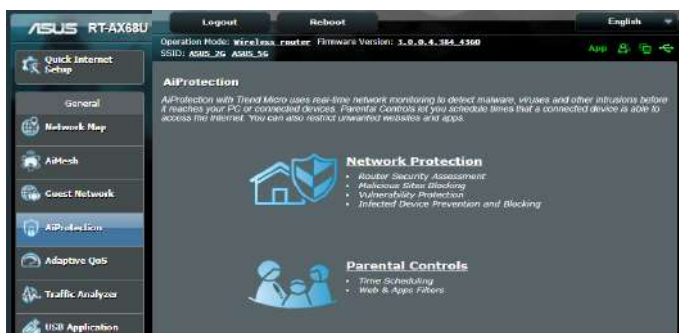 ASUS RT-AX68U
Logout
Reboot
English
Operation Mode: Wireless router Firmware Version: 3.0.0.4.384_4360
SSID: ASUS_2G ASUS_5G
App
Quick Internet
Setup
General
Network Map
AiMesh
Guest Network
AiProtection
Adaptive QoS
Traffic Analyzer
USB Application
AiProtection
AiProtection with Trend Micro uses real-time network monitoring to detect malware, viruses and other intrusions before
it reaches your PC or connected devices. Parental Controls let you schedule times that a connected device is able to
access the Internet. You can also restrict unwanted websites and apps.
Network Protection
• Router Security Assessment
• Malicious Sites Blocking
• Vulnerability Protection
• Infected Device Prevention and Blocking
Parental Controls
• Time Scheduling
• Web & Apps Filters